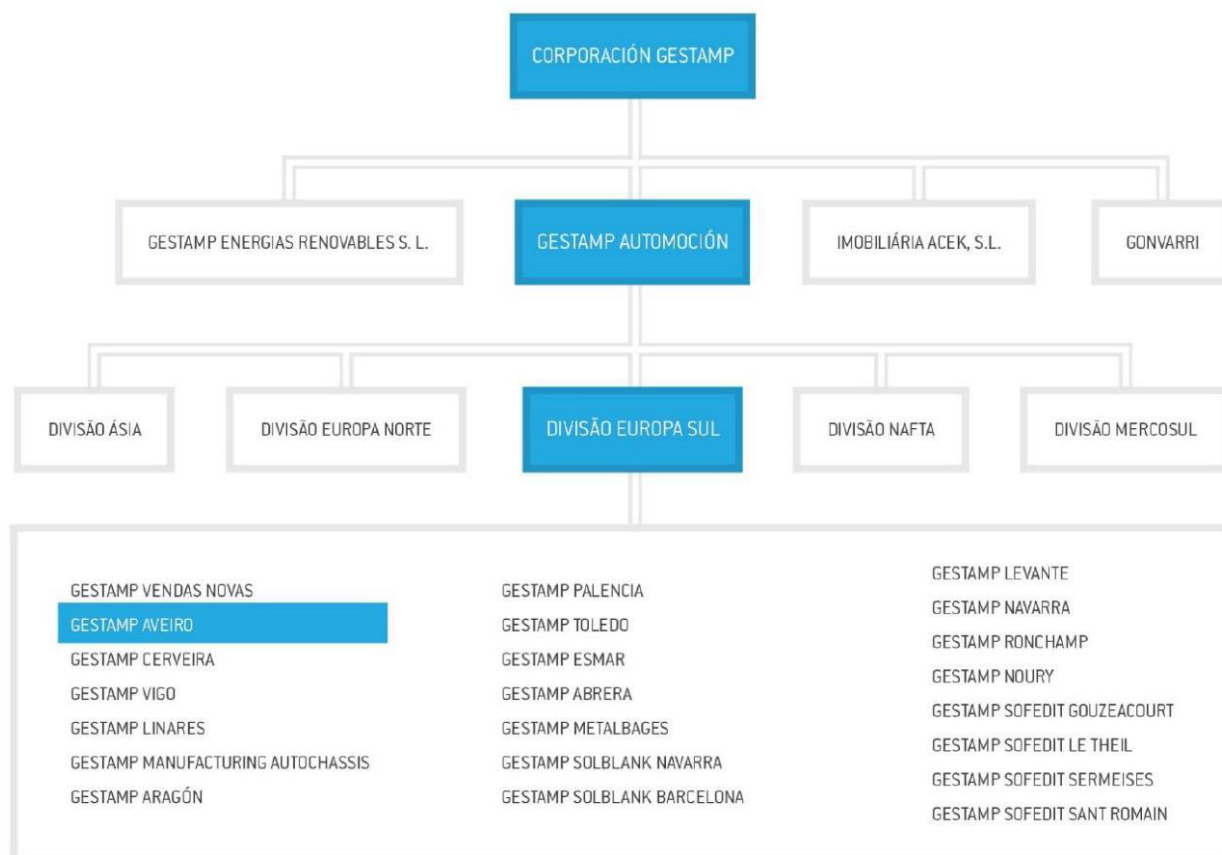 CORPORACIÓN GESTAMP
GESTAMP ENERGIAS RENOVABLES S. L.
GESTAMP AUTOMOCIÓN
IMOBILIÁRIA ACEK, S.L.
GONVARRI
DIVISÃO ÁSIA
DIVISÃO EUROPA NORTE
DIVISÃO EUROPA SUL
DIVISÃO NAFTA
DIVISÃO MERCOSUL
GESTAMP VENDAS NOVAS
GESTAMP AVEIRO
GESTAMP CERVEIRA
GESTAMP VIGO
GESTAMP LINARES
GESTAMP MANUFACTURING AUTOCHASSIS
GESTAMP ARAGÓN
GESTAMP PALENCIA
GESTAMP TOLEDO
GESTAMP ESMAR
GESTAMP ABRERA
GESTAMP METALBAGES
GESTAMP SOLBLANK NAVARRA
GESTAMP SOLBLANK BARCELONA
GESTAMP LEVANTE
GESTAMP NAVARRA
GESTAMP RONCHAMP
GESTAMP NOURY
GESTAMP SOFEDIT GOUZEACOURT
GESTAMP SOFEDIT LE THEIL
GESTAMP SOFEDIT SERMEISES
GESTAMP SOFEDIT SANT ROMAIN